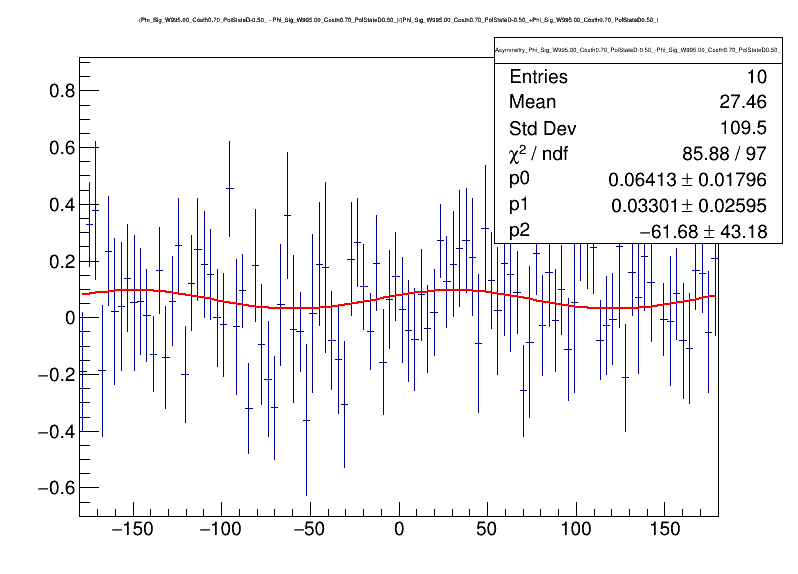 (Phi_Sig_W995.00_Costh0.70_PolStateD-0.50_ - Phi_Sig_W995.00_Costh0.70_PolStateD0.50_)/(Phi_Sig_W995.00_Costh0.70_PolStateD-0.50_+Phi_Sig_W995.00_Costh0.70_PolStateD0.50_)
Asymmetry_Phi_Sig_W995.00_Costh0.70_PolStateD-0.50_-Phi_Sig_W995.00_Costh0.70_PolStateD0.50_
Entries 10
Mean 27.46
Std Dev 109.5
χ² / ndf 85.88 / 97
p0 0.06413 ± 0.01796
p1 0.03301 ± 0.02595
p2 −61.68 ± 43.18
0.8
0.6
0.4
0.2
0
−0.2
−0.4
−0.6
−150 −100 −50 0 50 100 150